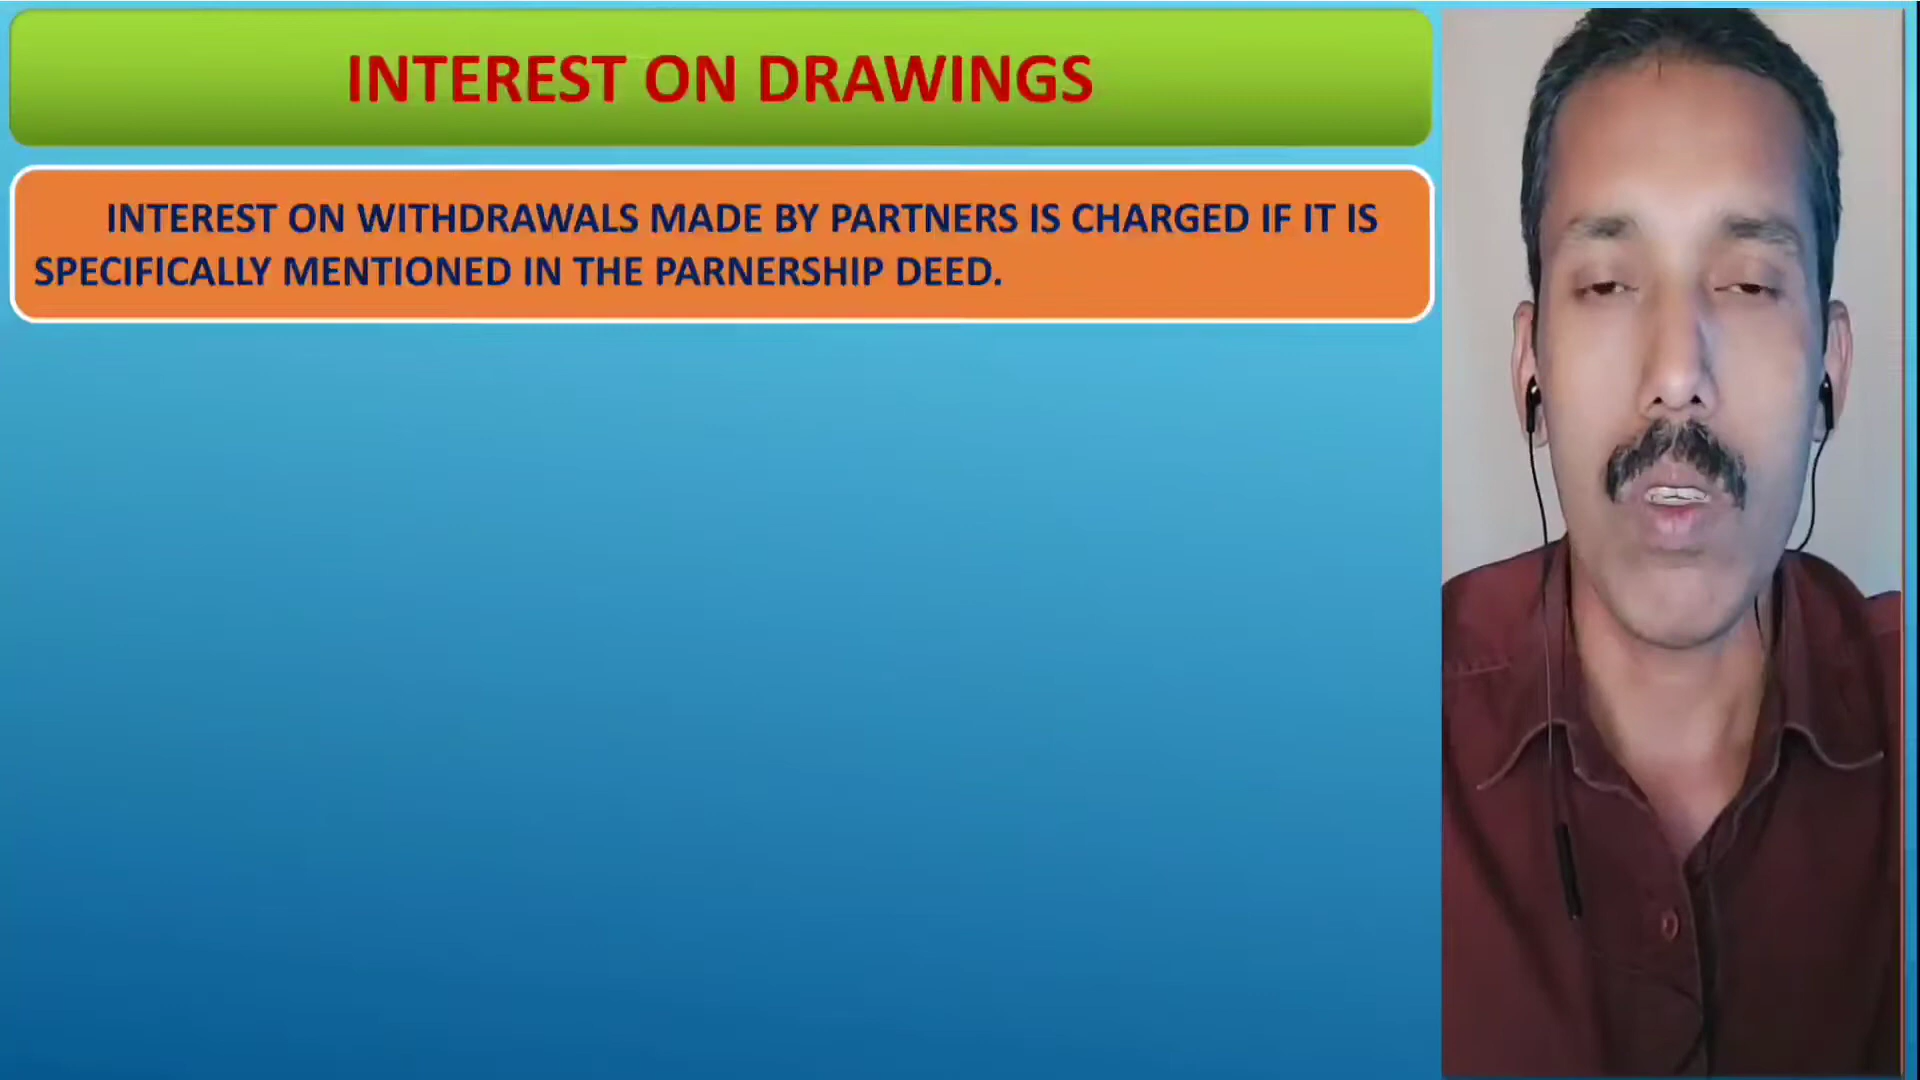 INTEREST ON DRAWINGS
INTEREST ON WITHDRAWALS MADE BY PARTNERS IS CHARGED IF IT IS
SPECIFICALLY MENTIONED IN THE PARNERSHIP DEED.